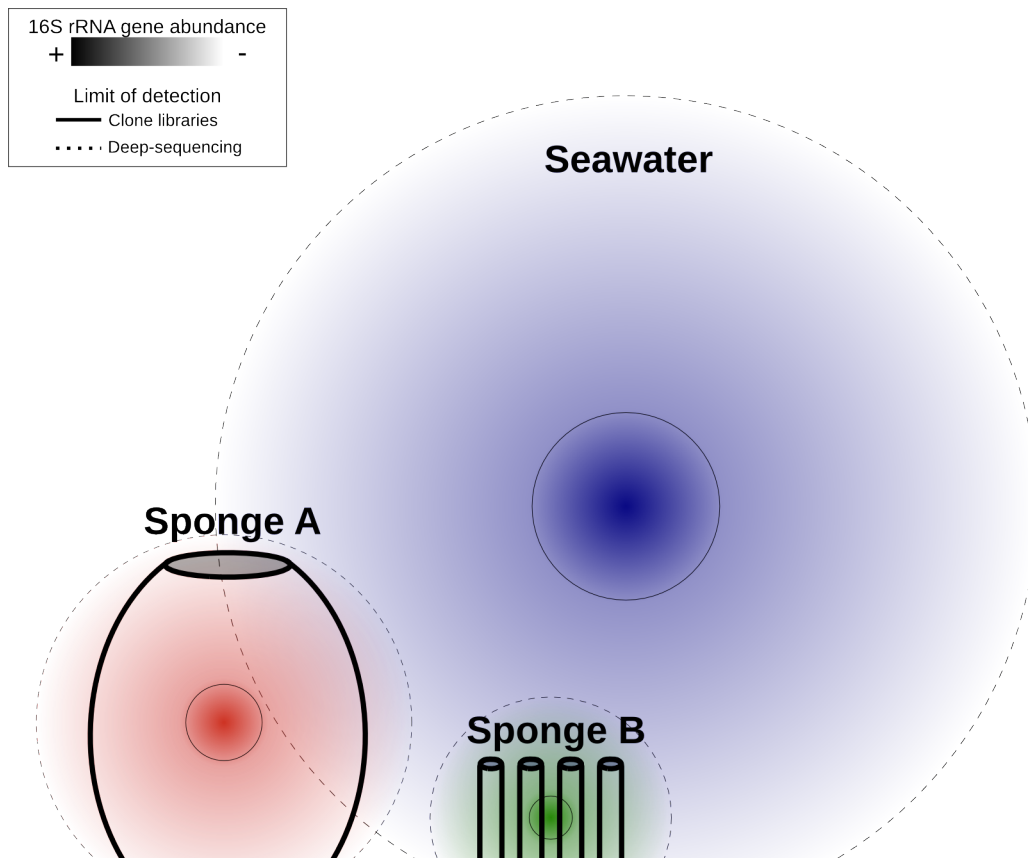 16S rRNA gene abundance
+ -
Limit of detection
Clone libraries
Deep-sequencing
Seawater
Sponge A
Sponge B